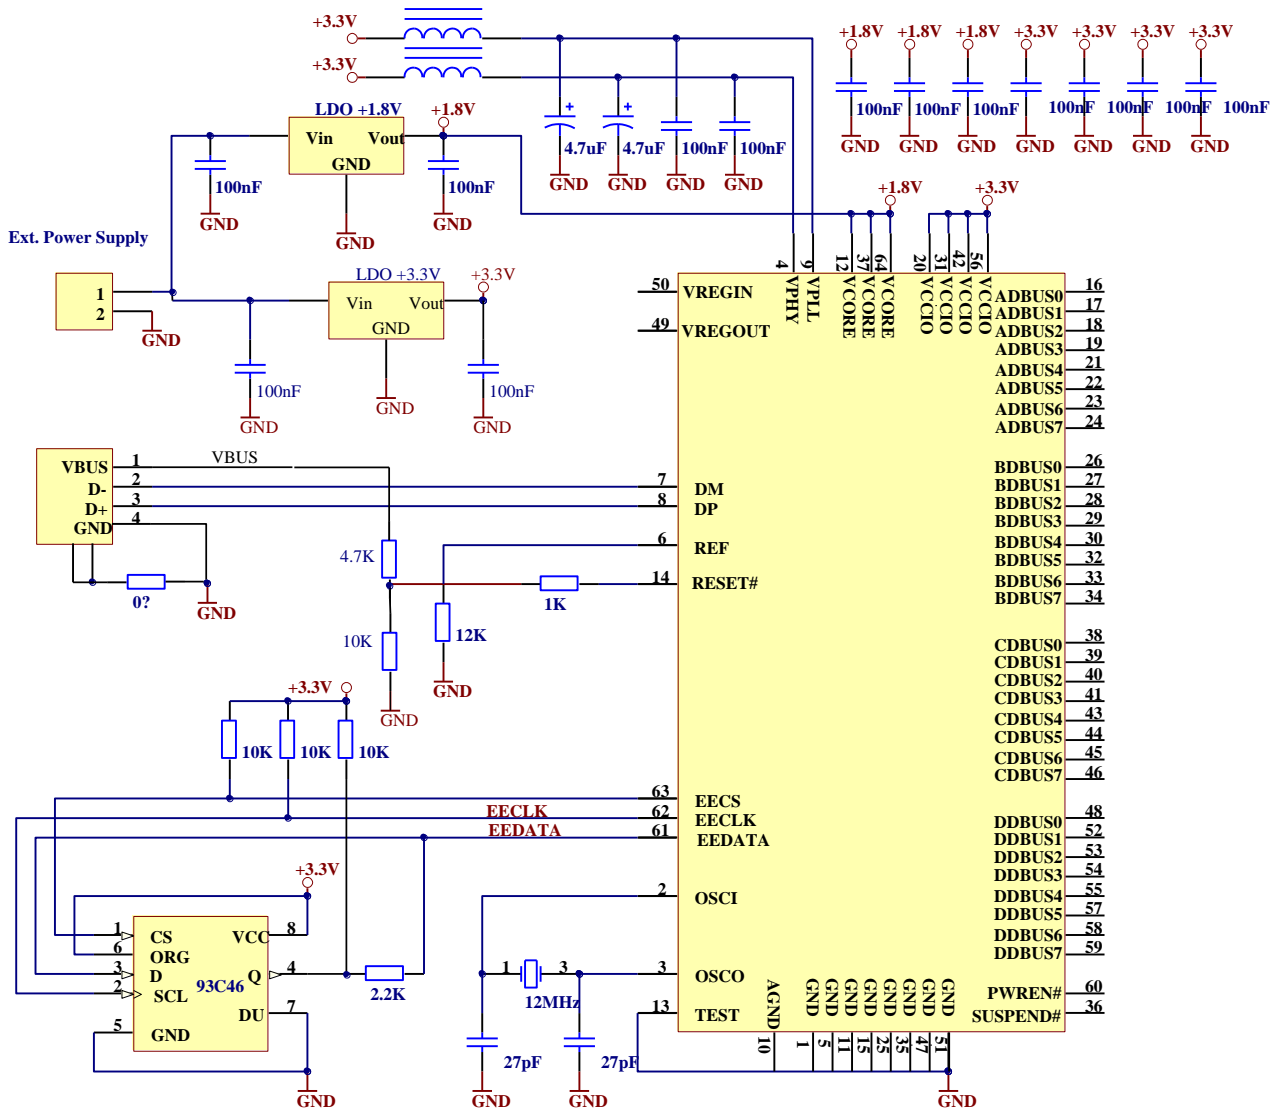 +3.3V
+3.3V
4.7uF
4.7uF
100nF
100nF
GND
GND
GND
GND
+1.8V
+1.8V
+1.8V
+3.3V
+3.3V
+3.3V
+3.3V
100nF
100nF
100nF
100nF
100nF
100nF
100nF
GND
GND
GND
GND
GND
GND
GND
LDO +1.8V
+1.8V
Vin
Vout
GND
100nF
100nF
GND
GND
GND
Ext. Power Supply
1
2
GND
LDO +3.3V
+3.3V
Vin
Vout
GND
100nF
100nF
GND
GND
GND
VBUS
D-
D+
GND
1
2
3
4
VBUS
0?
GND
4.7K
10K
GND
12K
GND
1K
+3.3V
10K
10K
10K
EECLK
EEDATA
+3.3V
1
6
3
2
5
CS
ORG
D
SCL
GND
93C46
VCC
Q
DU
8
4
7
2.2K
GND
1
3
12MHz
27pF
27pF
GND
GND
+1.8V
+3.3V
4
9
12
37
64
20
31
42
56
VPHY
VPLL
VCORE
VCORE
VCORE
VCCIO
VCCIO
VCCIO
VCCIO
50
VREGIN
49
VREGOUT
7
DM
8
DP
6
REF
14
RESET#
63
EECS
62
EECLK
61
EEDATA
2
OSCI
3
OSCO
13
TEST
ADBUS0
16
ADBUS1
17
ADBUS2
18
ADBUS3
19
ADBUS4
21
ADBUS5
22
ADBUS6
23
ADBUS7
24
BDBUS0
26
BDBUS1
27
BDBUS2
28
BDBUS3
29
BDBUS4
30
BDBUS5
32
BDBUS6
33
BDBUS7
34
CDBUS0
38
CDBUS1
39
CDBUS2
40
CDBUS3
41
CDBUS4
43
CDBUS5
44
CDBUS6
45
CDBUS7
46
DDBUS0
48
DDBUS1
52
DDBUS2
53
DDBUS3
54
DDBUS4
55
DDBUS5
57
DDBUS6
58
DDBUS7
59
PWREN#
60
SUSPEND#
36
AGND
GND
GND
GND
GND
GND
GND
GND
GND
10
1
5
11
15
25
35
47
51
GND